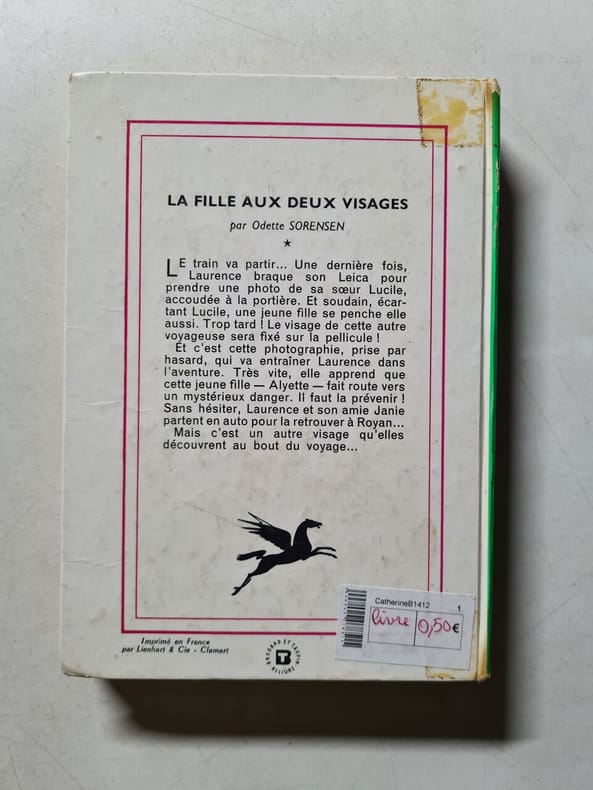 LA FILLE AUX DEUX VISAGES
par Odette SORENSEN
★
LE train va partir... Une dernière fois,
Laurence braque son Leica pour
prendre une photo de sa sœur Lucile,
accoudée à la portière. Et soudain, écar-
tant Lucile, une jeune fille se penche elle
aussi. Trop tard ! Le visage de cette autre
voyageuse sera fixé sur la pellicule !
Et c'est cette photographie, prise par
hasard, qui va entraîner Laurence dans
l'aventure. Très vite, elle apprend que
cette jeune fille — Alyette — fait route vers
un mystérieux danger. Il faut la prévenir !
Sans hésiter, Laurence et son amie Janie
partent en auto pour la retrouver à Royan...
Mais c'est un autre visage qu'elles
découvrent au bout du voyage...
CatherineB1412 1
livre 0,50 €
Imprimé en France
par Lienhart & Cie - Clamart
BRODARD ET TAUPIN
BT
RELIURE